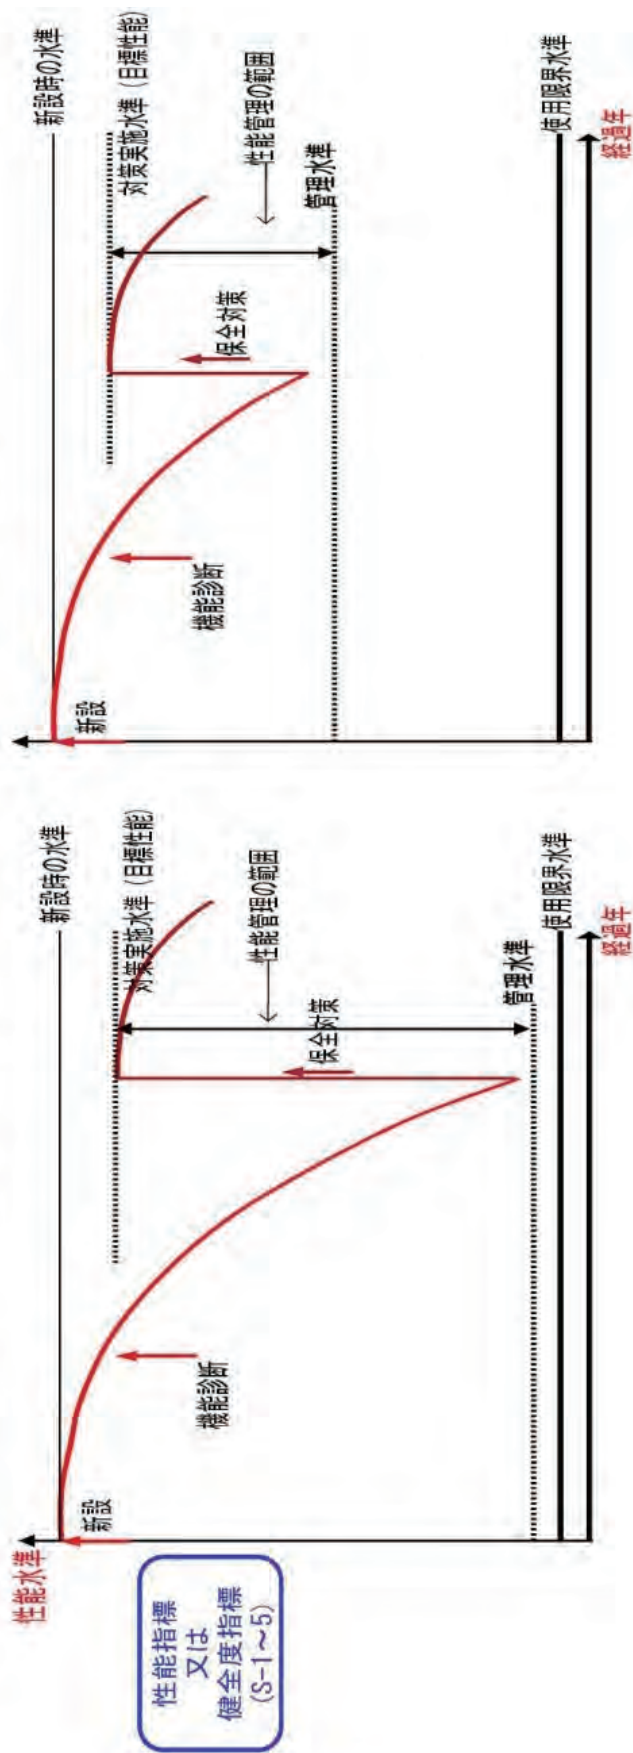 性能水準
性能指標
又は
健全度指標
(S-1～5)
新設時の水準
対策実施水準（目標性能）
新設
機能診断
保全対策
性能管理の範囲
管理水準
使用限界水準
経過年
新設時の水準
対策実施水準（目標性能）
新設
機能診断
保全対策
性能管理の範囲
管理水準
使用限界水準
経過年